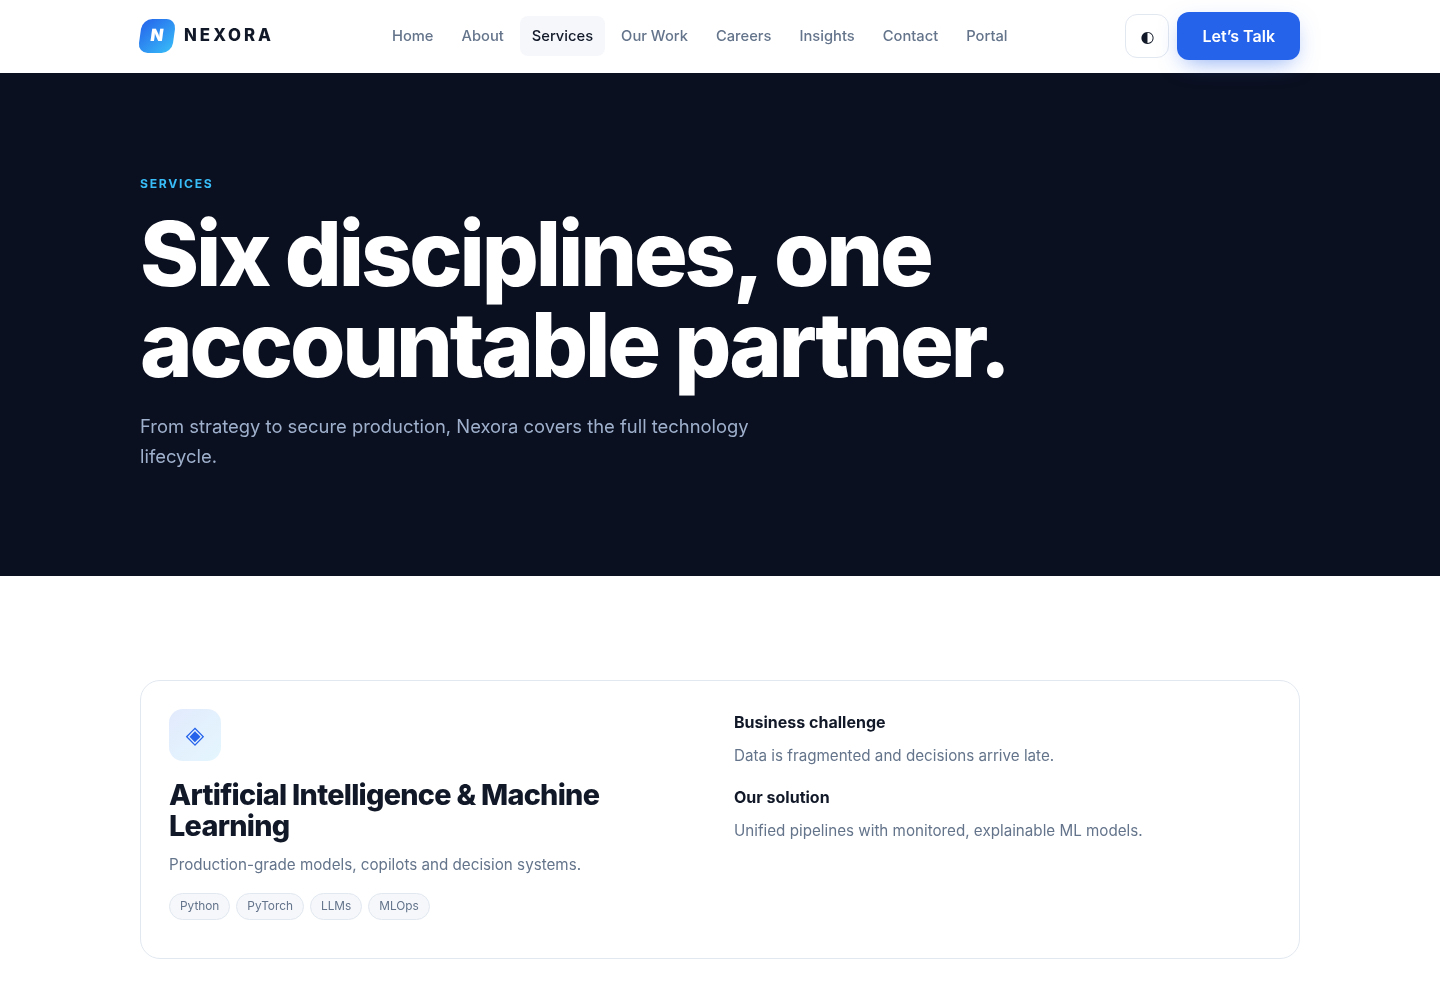 N NEXORA
Home About Services Our Work Careers Insights Contact Portal
Let’s Talk
SERVICES
Six disciplines, one
accountable partner.
From strategy to secure production, Nexora covers the full technology
lifecycle.
Artificial Intelligence & Machine
Learning
Production-grade models, copilots and decision systems.
Python PyTorch LLMs MLOps
Business challenge
Data is fragmented and decisions arrive late.
Our solution
Unified pipelines with monitored, explainable ML models.